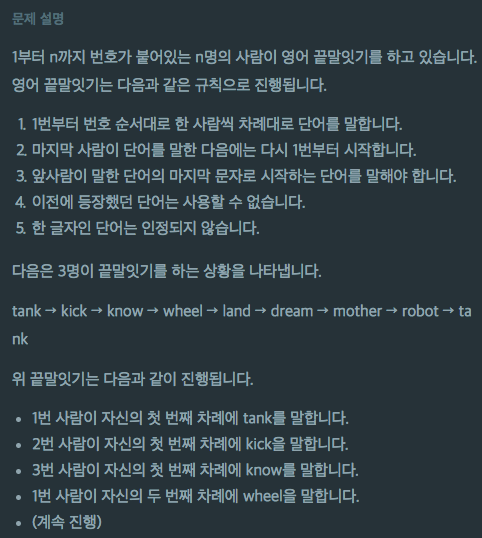 문제 설명
1부터 n까지 번호가 붙어있는 n명의 사람이 영어 끝말잇기를 하고 있습니다.
영어 끝말잇기는 다음과 같은 규칙으로 진행됩니다.
1. 1번부터 번호 순서대로 한 사람씩 차례대로 단어를 말합니다.
2. 마지막 사람이 단어를 말한 다음에는 다시 1번부터 시작합니다.
3. 앞사람이 말한 단어의 마지막 문자로 시작하는 단어를 말해야 합니다.
4. 이전에 등장했던 단어는 사용할 수 없습니다.
5. 한 글자인 단어는 인정되지 않습니다.
다음은 3명이 끝말잇기를 하는 상황을 나타냅니다.
tank → kick → know → wheel → land → dream → mother → robot → ta
nk
위 끝말잇기는 다음과 같이 진행됩니다.
• 1번 사람이 자신의 첫 번째 차례에 tank를 말합니다.
• 2번 사람이 자신의 첫 번째 차례에 kick을 말합니다.
• 3번 사람이 자신의 첫 번째 차례에 know를 말합니다.
• 1번 사람이 자신의 두 번째 차례에 wheel을 말합니다.
• (계속 진행)